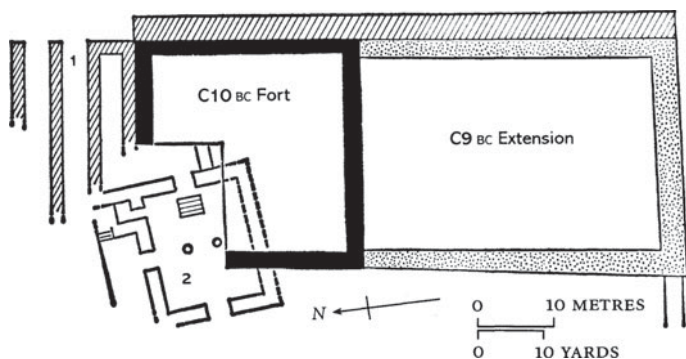 1
C10 BC Fort
C9 BC Extension
2
N
0 10 METRES
0 10 YARDS